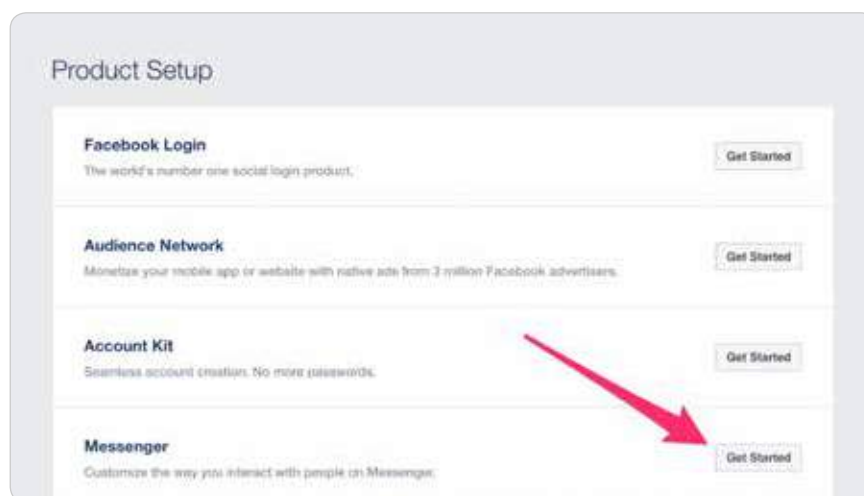 Product Setup
Facebook Login
The world's number one social login product.
Get Started
Audience Network
Monetize your mobile app or website with native ads from 3 million Facebook advertisers.
Get Started
Account Kit
Seamless account creation. No more passwords.
Get Started
Messenger
Customize the way you interact with people on Messenger.
Get Started